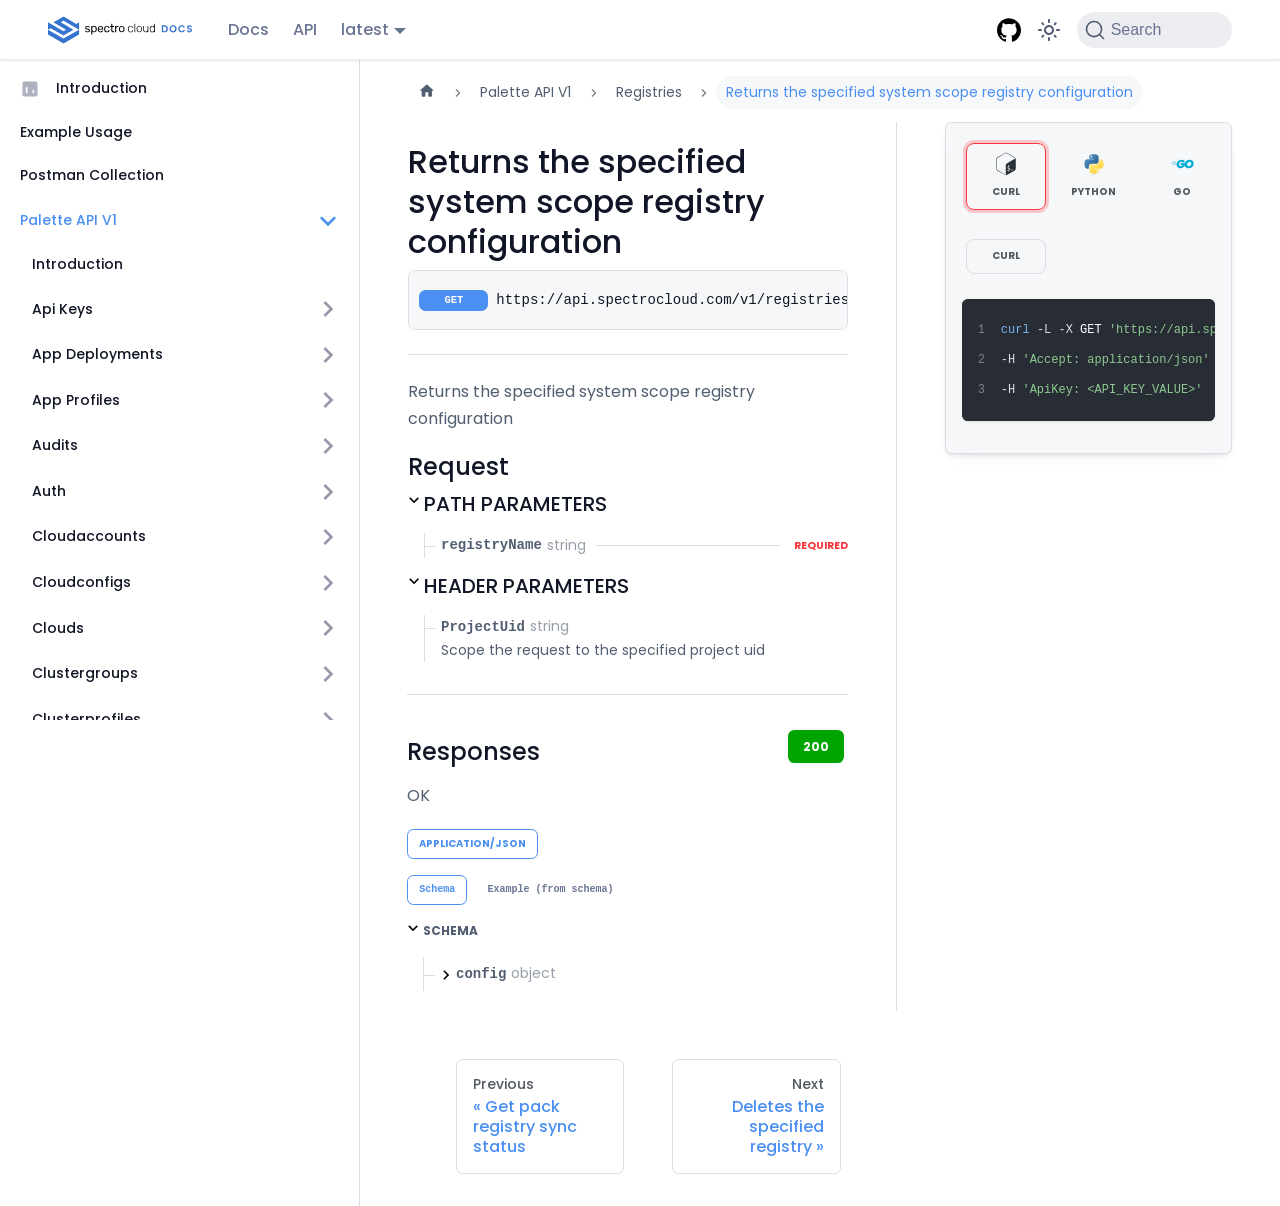 spectro cloud DOCS
Docs
API
latest
Search
Introduction
Example Usage
Postman Collection
Palette API V1
Introduction
Api Keys
App Deployments
App Profiles
Audits
Auth
Cloudaccounts
Cloudconfigs
Clouds
Clustergroups
Clusterprofiles
Palette API V1
Registries
Returns the specified system scope registry configuration
Returns the specified
system scope registry
configuration
GET https://api.spectrocloud.com/v1/registries
Returns the specified system scope registry
configuration
Request
PATH PARAMETERS
registryName string REQUIRED
HEADER PARAMETERS
ProjectUid string
Scope the request to the specified project uid
Responses
200
OK
APPLICATION/JSON
Schema Example (from schema)
SCHEMA
config object
Previous
« Get pack
registry sync
status
Next
Deletes the
specified
registry »
CURL PYTHON GO
CURL
1 curl -L -X GET 'https://api.sp
2 -H 'Accept: application/json'
3 -H 'ApiKey: <API_KEY_VALUE>'